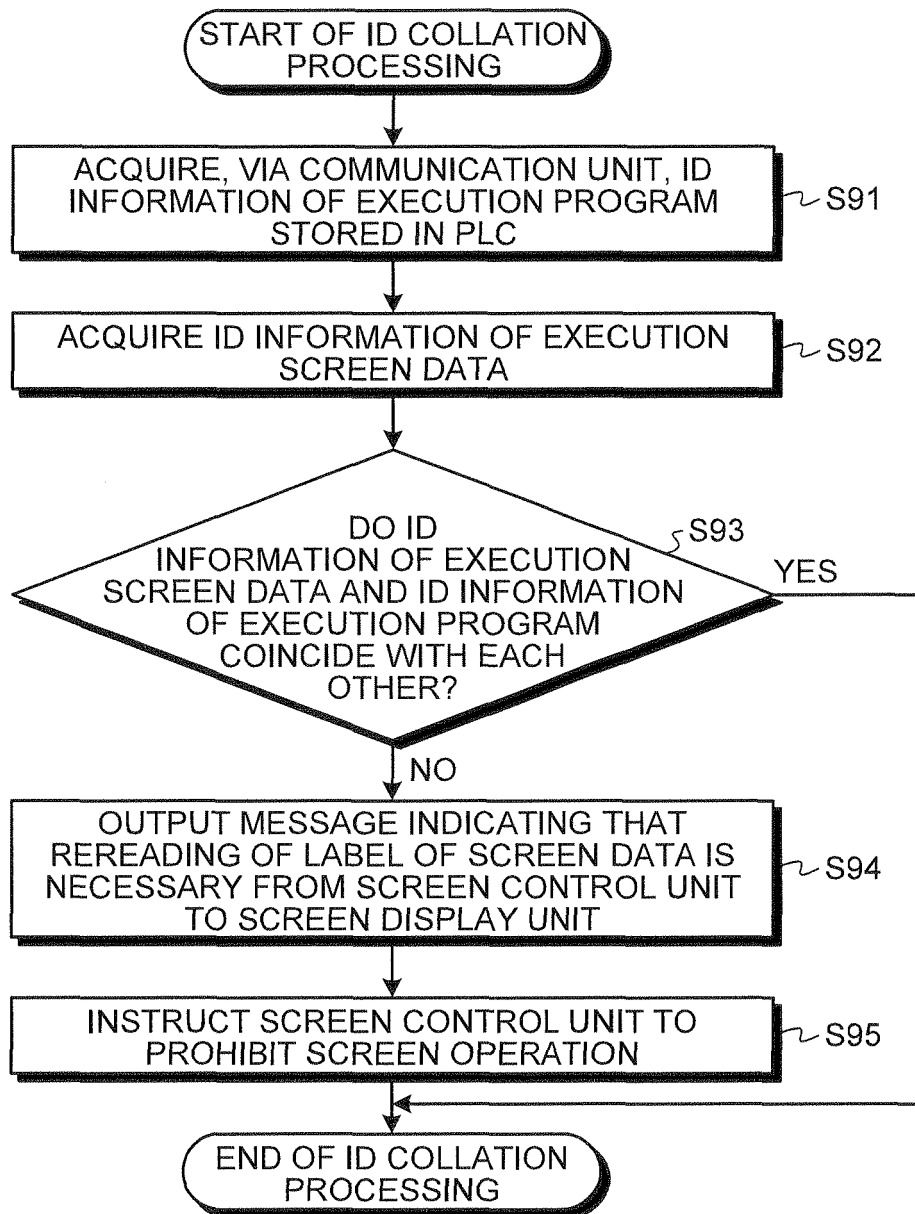 START OF ID COLLATION
PROCESSING
ACQUIRE, VIA COMMUNICATION UNIT, ID
INFORMATION OF EXECUTION PROGRAM
STORED IN PLC
S91
ACQUIRE ID INFORMATION OF EXECUTION
SCREEN DATA
S92
DO ID
INFORMATION OF EXECUTION
SCREEN DATA AND ID INFORMATION
OF EXECUTION PROGRAM
COINCIDE WITH EACH
OTHER?
S93
YES
NO
OUTPUT MESSAGE INDICATING THAT
REREADING OF LABEL OF SCREEN DATA IS
NECESSARY FROM SCREEN CONTROL UNIT
TO SCREEN DISPLAY UNIT
S94
INSTRUCT SCREEN CONTROL UNIT TO
PROHIBIT SCREEN OPERATION
S95
END OF ID COLLATION
PROCESSING